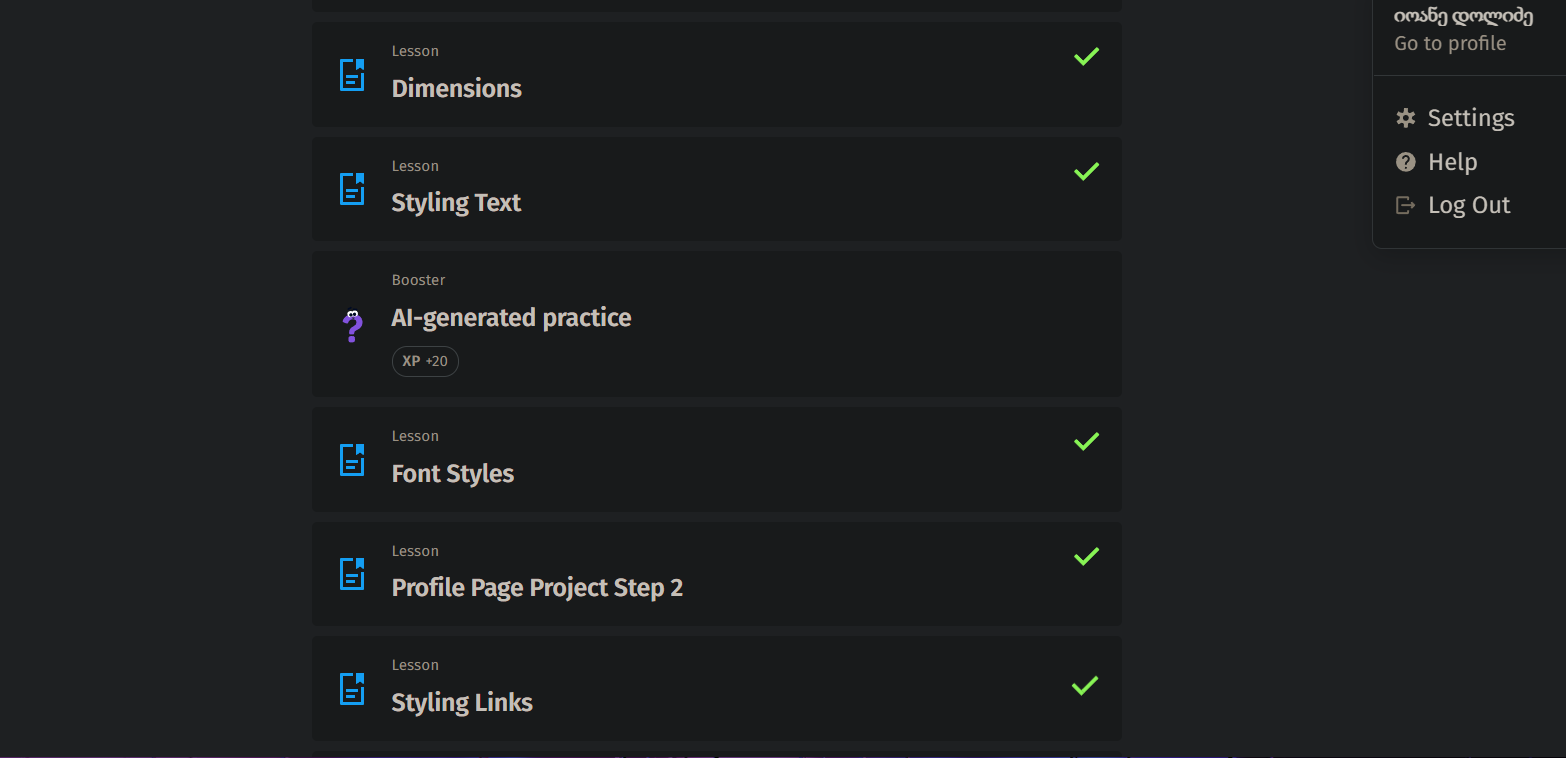 Lesson
Dimensions
Lesson
Styling Text
Booster
AI-generated practice
XP +20
Lesson
Font Styles
Lesson
Profile Page Project Step 2
Lesson
Styling Links
იოანე დოლიძე
Go to profile
Settings
Help
Log Out